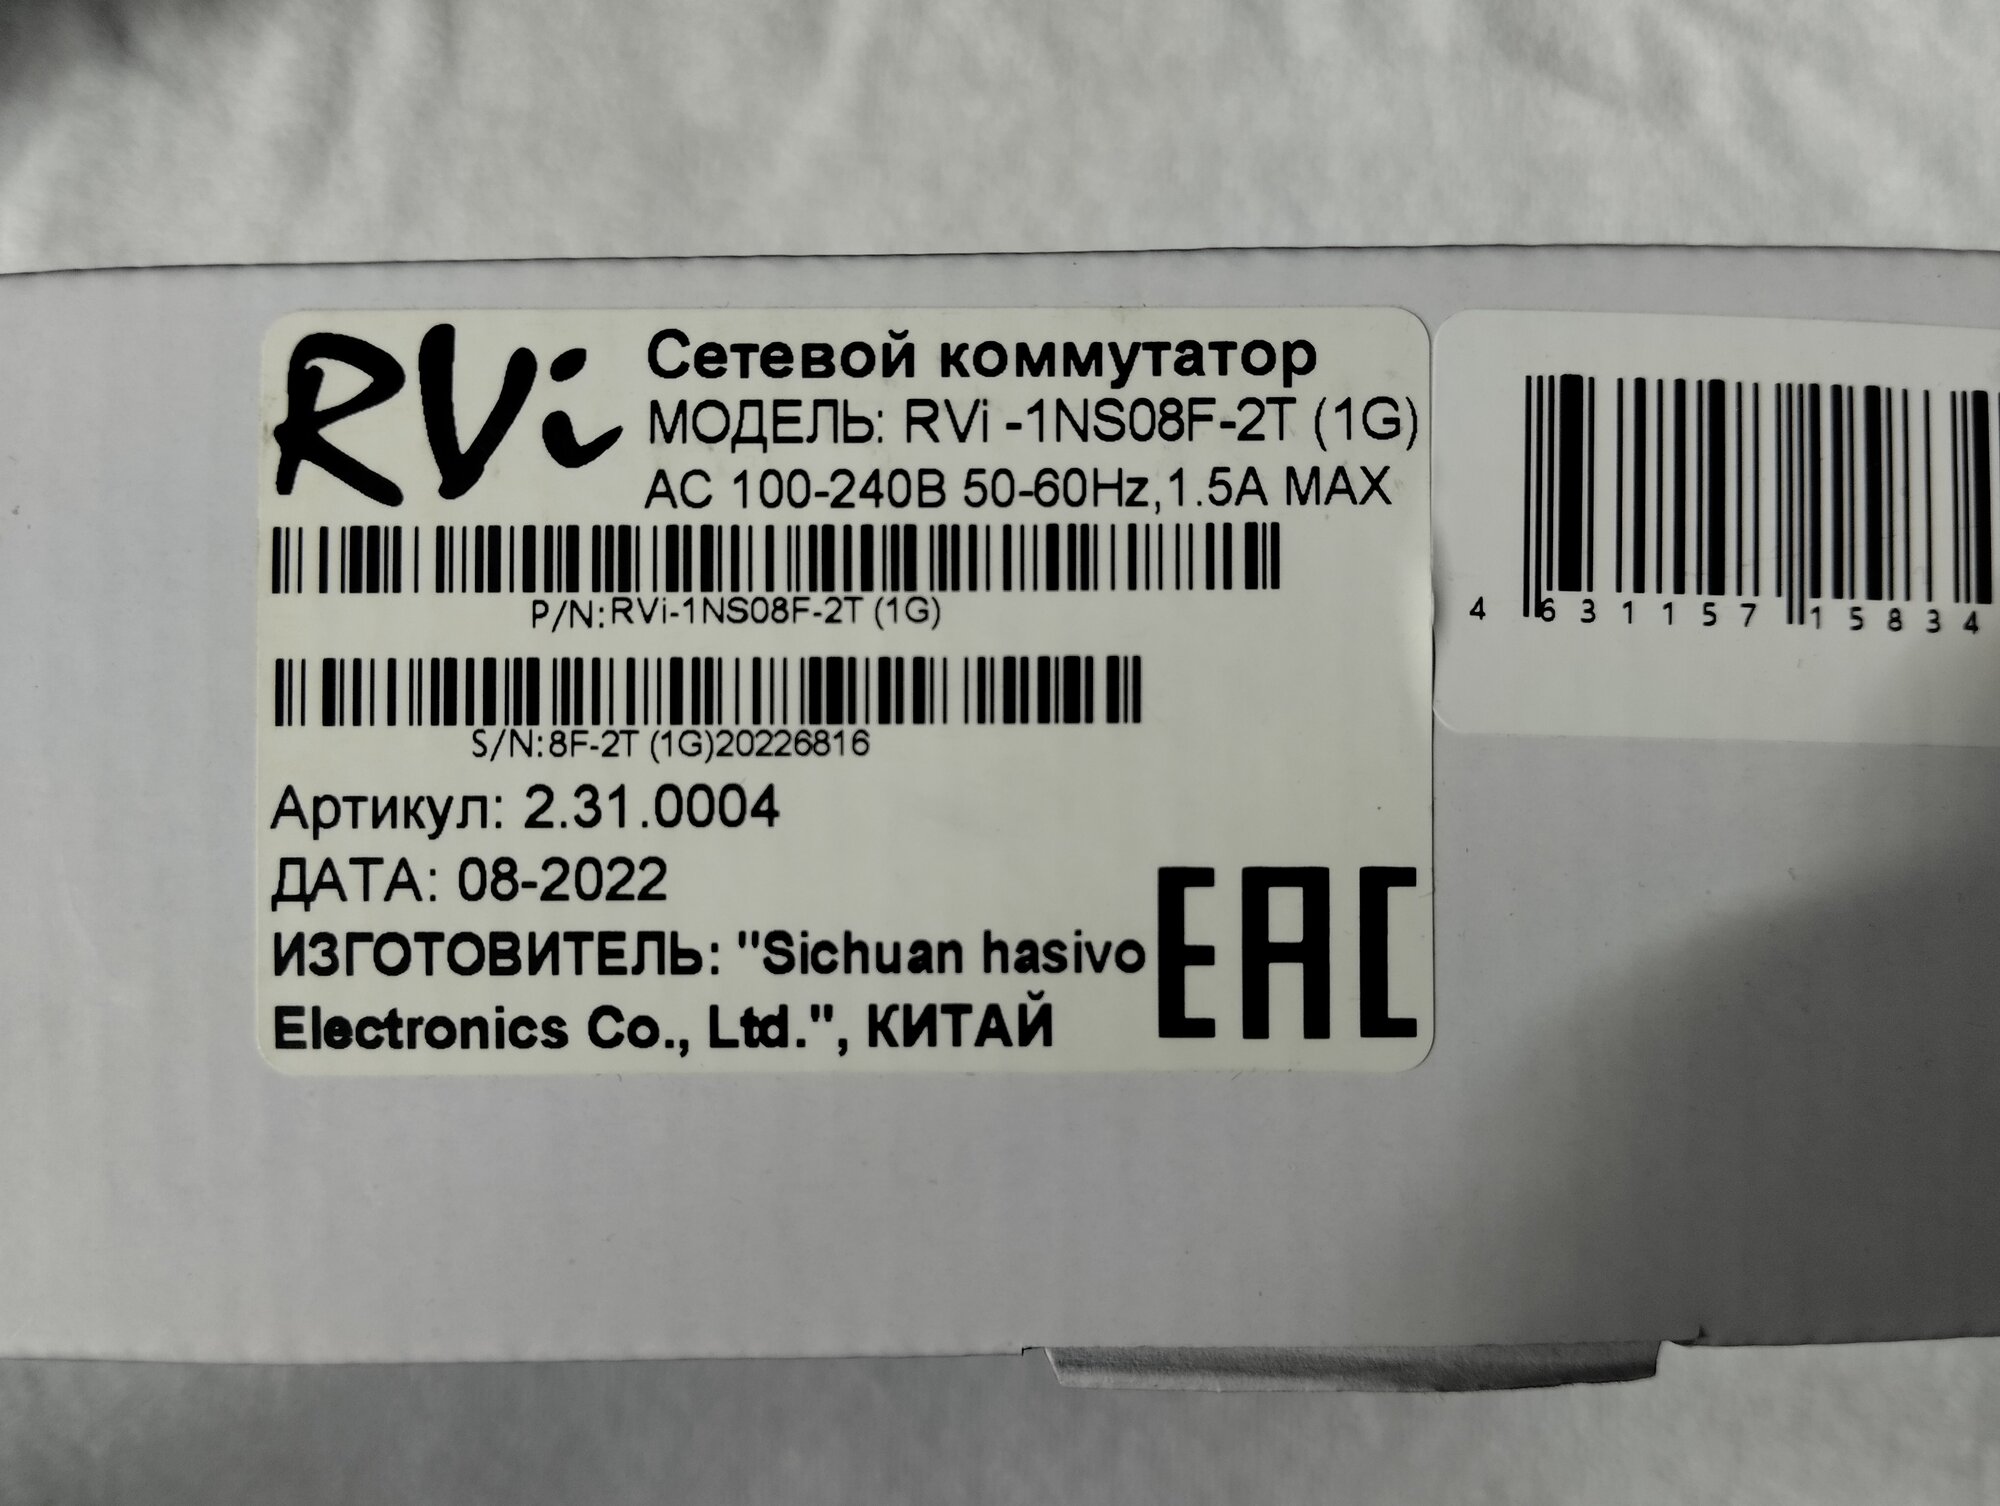 RVi
Сетевой коммутатор
МОДЕЛЬ: RVi -1NS08F-2T (1G)
AC 100-240В 50-60Hz,1.5A MAX
P/N:RVi-1NS08F-2T (1G)
S/N:8F-2T (1G)20226816
Артикул: 2.31.0004
ДАТА: 08-2022
ИЗГОТОВИТЕЛЬ: "Sichuan hasivo
Electronics Co., Ltd.", КИТАЙ
EAC
4 631157 15834